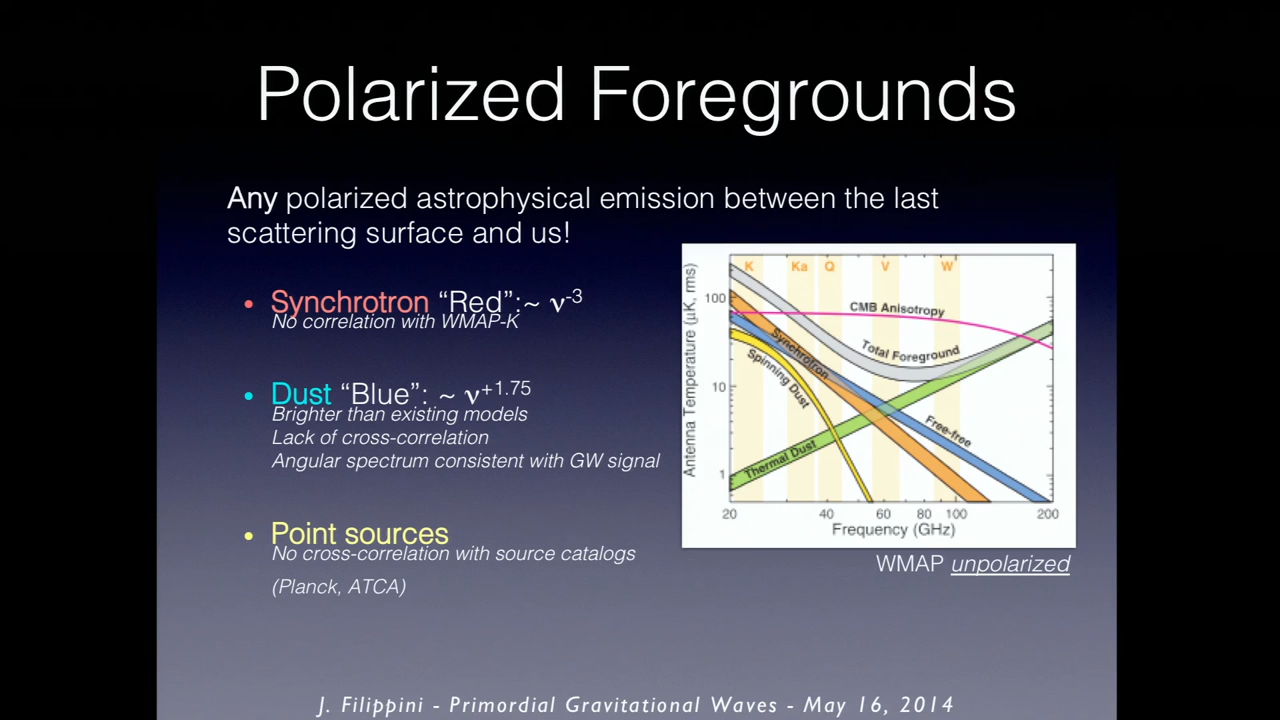 Polarized Foregrounds
Any polarized astrophysical emission between the last
scattering surface and us!
• Synchrotron “Red”:~ ν-3
No correlation with WMAP-K
• Dust “Blue”: ~ ν+1.75
Brighter than existing models
Lack of cross-correlation
Angular spectrum consistent with GW signal
• Point sources
No cross-correlation with source catalogs
(Planck, ATCA)
K Ka Q V W
Antenna Temperature (μK, rms)
100
10
1
CMB Anisotropy
Total Foreground
Synchrotron
Spinning Dust
Free-free
Thermal Dust
20 40 60 80 100 200
Frequency (GHz)
WMAP unpolarized
J. Filippini - Primordial Gravitational Waves - May 16, 2014